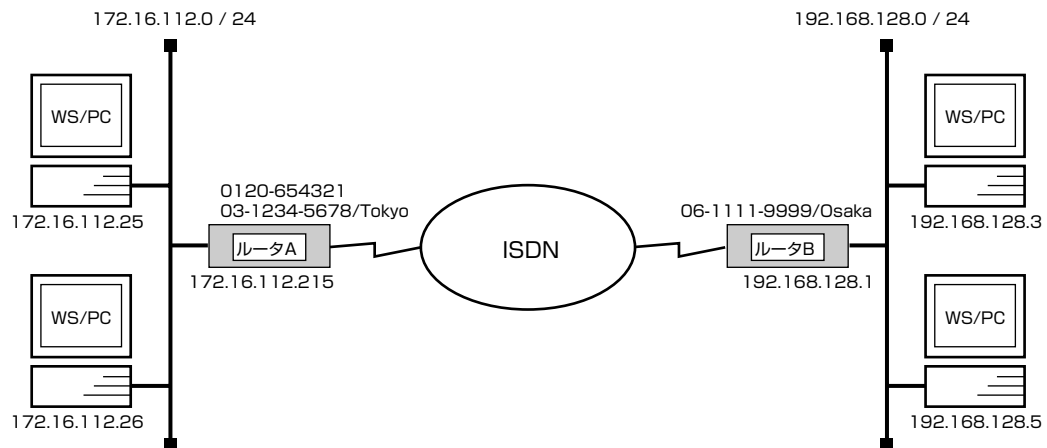 172.16.112.0 / 24
192.168.128.0 / 24
WS/PC
WS/PC
172.16.112.25
0120-654321
03-1234-5678/Tokyo
06-1111-9999/Osaka
192.168.128.3
ルータA
ISDN
ルータB
172.16.112.215
192.168.128.1
WS/PC
WS/PC
172.16.112.26
192.168.128.5